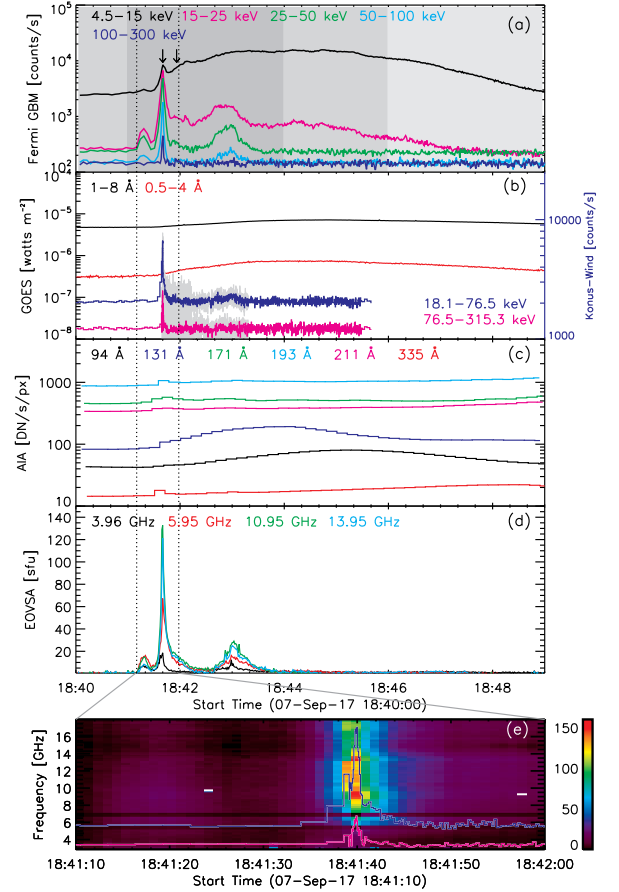 4.5−15 keV 15−25 keV 25−50 keV 50−100 keV
100−300 keV
(a)
Fermi GBM [counts/s]
10^5
10^4
10^3
10^2
1−8 Å 0.5−4 Å
(b)
GOES [watts m^−2]
10^−4
10^−5
10^−6
10^−7
10^−8
18.1−76.5 keV
76.5−315.3 keV
Konus−Wind [counts/s]
10000
1000
94 Å 131 Å 171 Å 193 Å 211 Å 335 Å
(c)
AIA [DN/s/px]
1000
100
10
3.96 GHz 5.95 GHz 10.95 GHz 13.95 GHz
(d)
EOVSA [sfu]
140
120
100
80
60
40
20
18:40 18:42 18:44 18:46 18:48
Start Time (07−Sep−17 18:40:00)
(e)
Frequency [GHz]
16
14
12
10
8
6
4
150
100
50
0
18:41:10 18:41:20 18:41:30 18:41:40 18:41:50 18:42:00
Start Time (07−Sep−17 18:41:10)